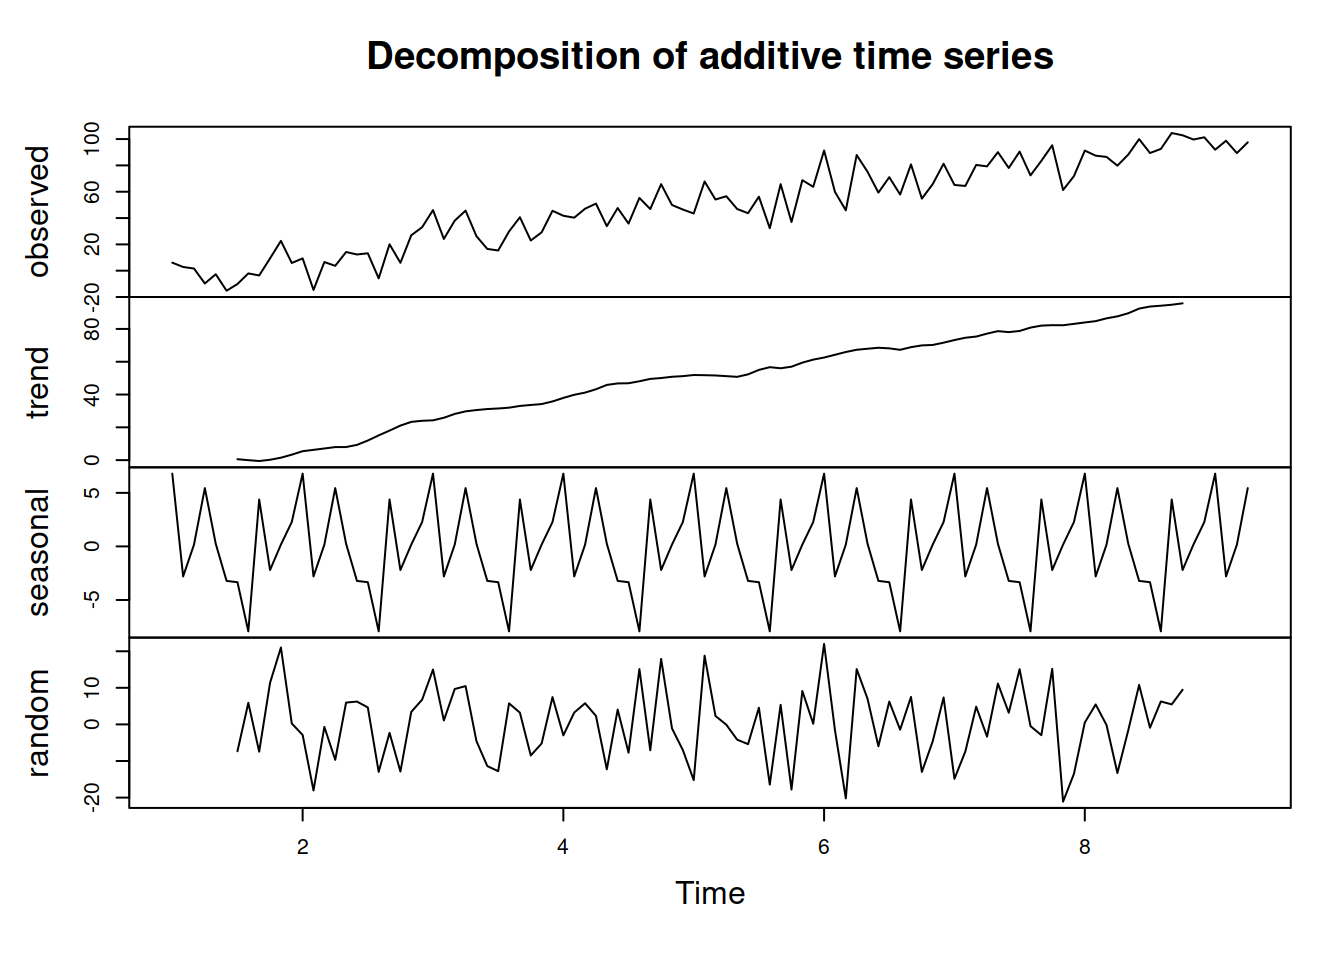 Decomposition of additive time series
observed
-20 20 60 100
trend
0 40 80
seasonal
-5 0 5
random
-20 0 10
2 4 6 8
Time